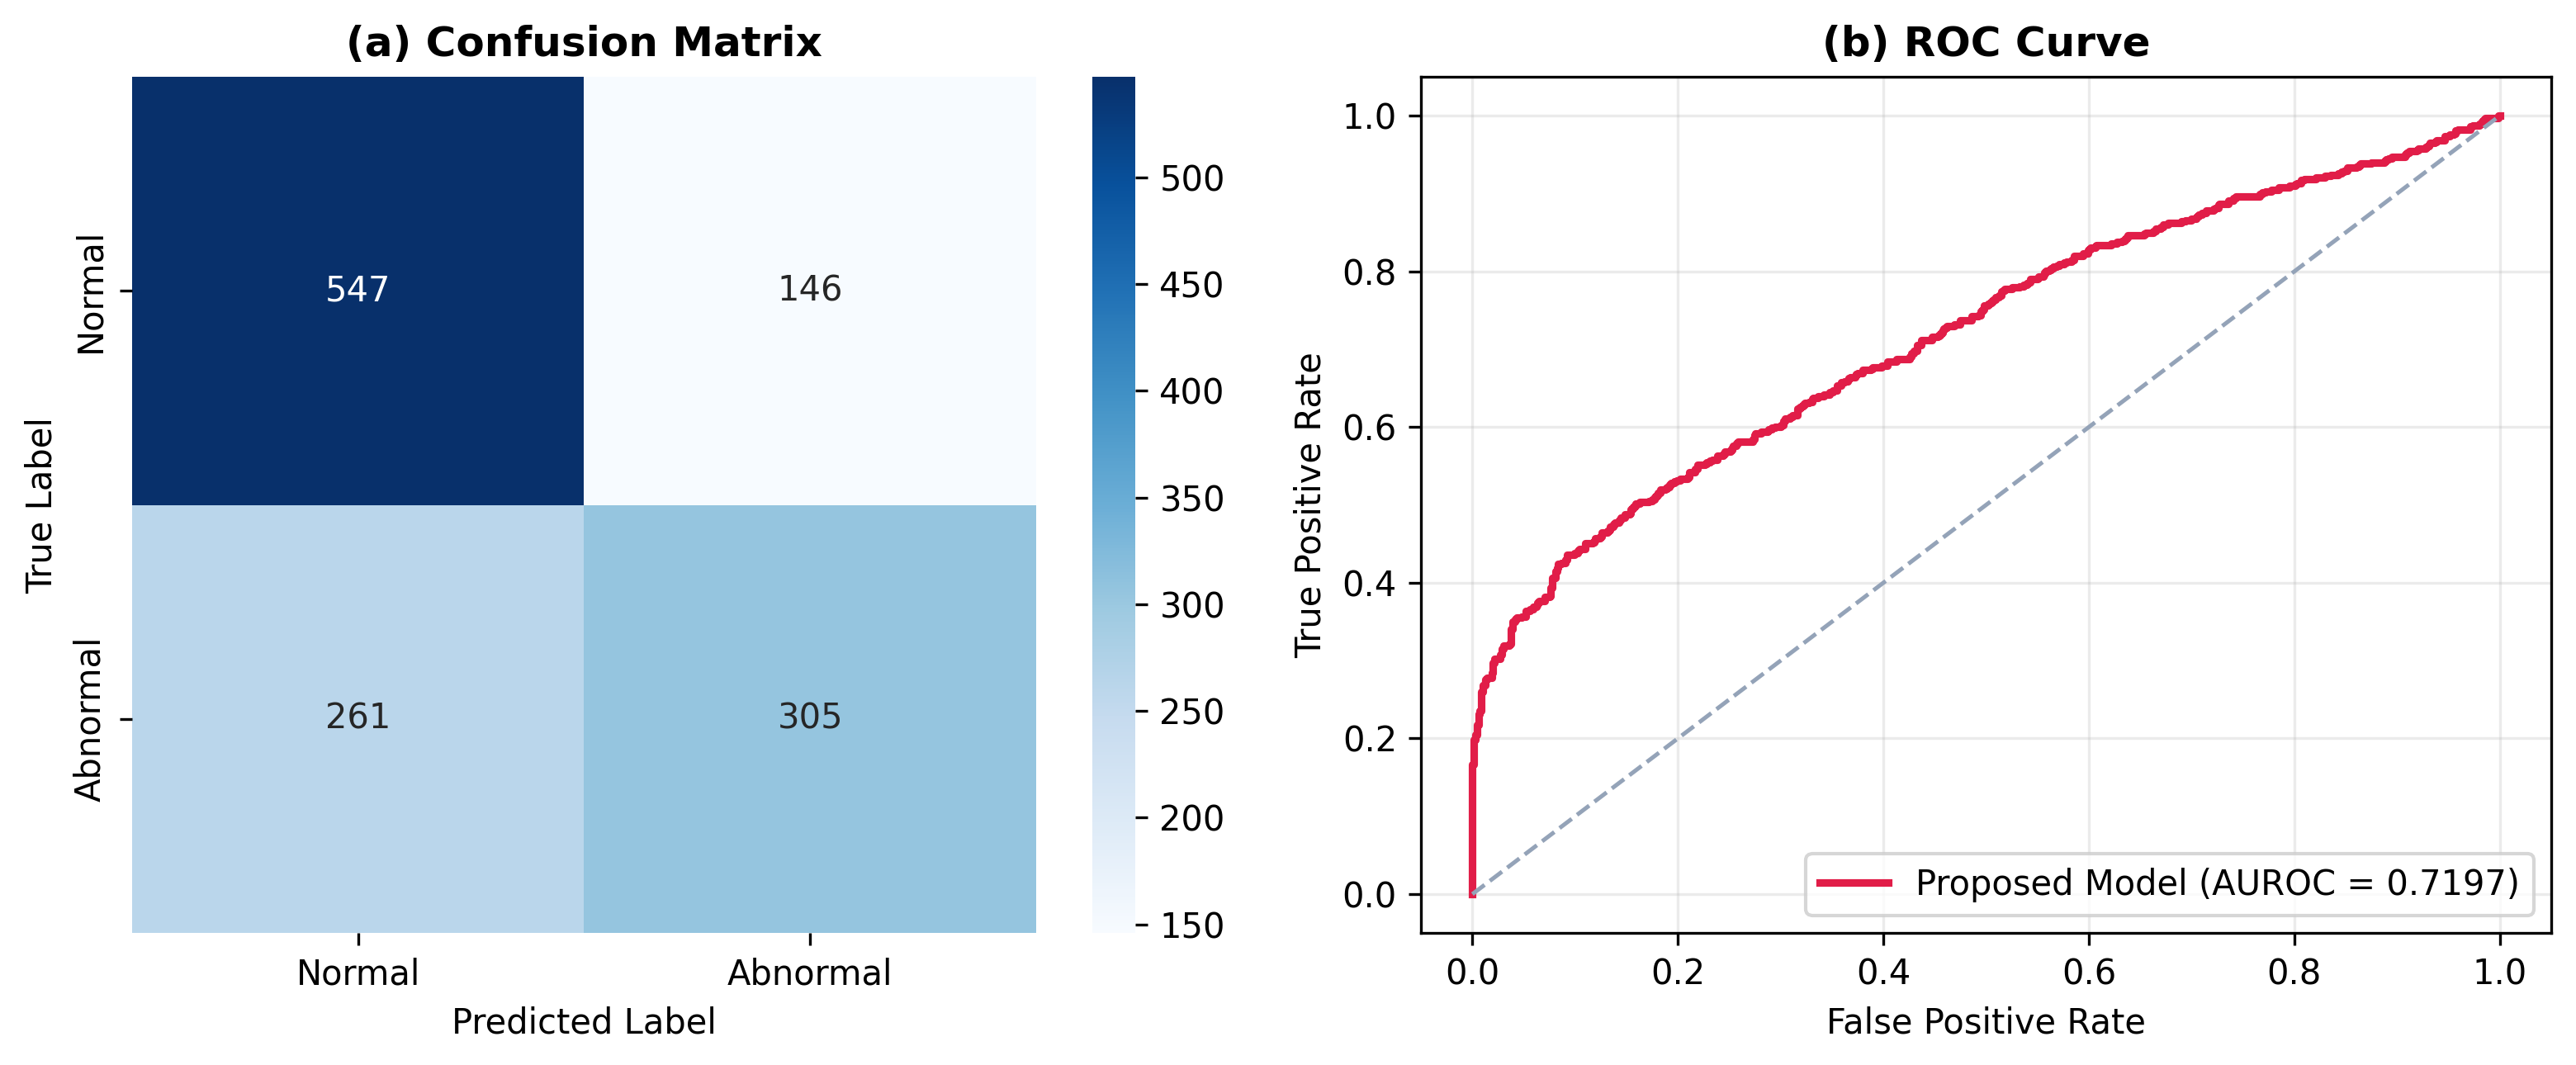 (a) Confusion Matrix
True Label
Normal
Abnormal
547
146
261
305
Normal
Abnormal
Predicted Label
500
450
400
350
300
250
200
150
(b) ROC Curve
True Positive Rate
1.0
0.8
0.6
0.4
0.2
0.0
Proposed Model (AUROC = 0.7197)
0.0
0.2
0.4
0.6
0.8
1.0
False Positive Rate